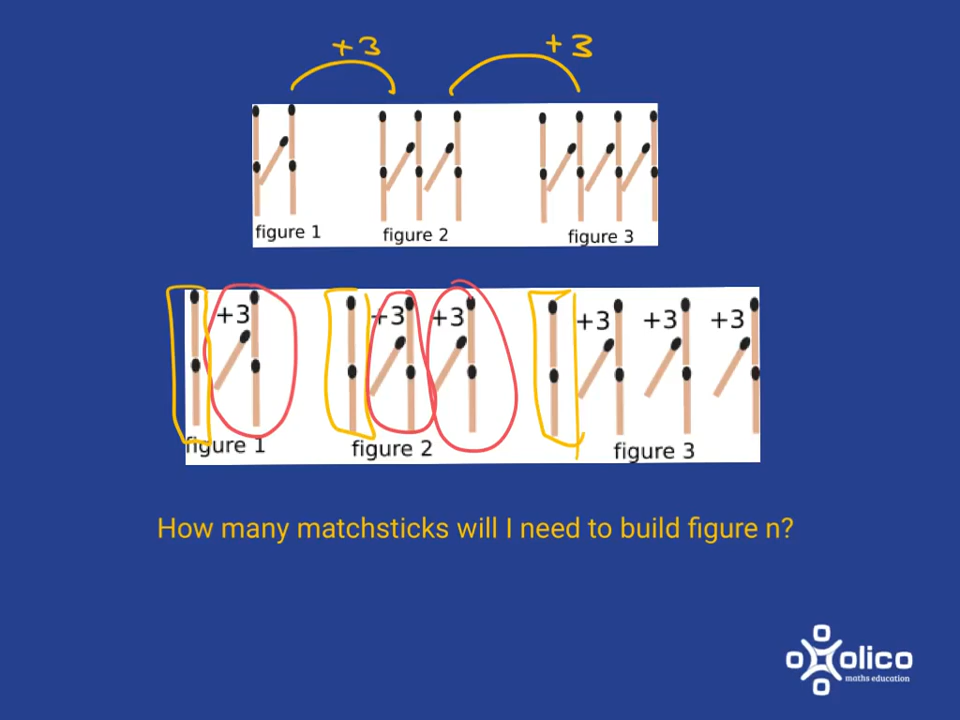 +3 +3
figure 1 figure 2 figure 3
+3 +3 +3 +3 +3 +3
figure 1 figure 2 figure 3
How many matchsticks will I need to build figure n?
olico
maths education